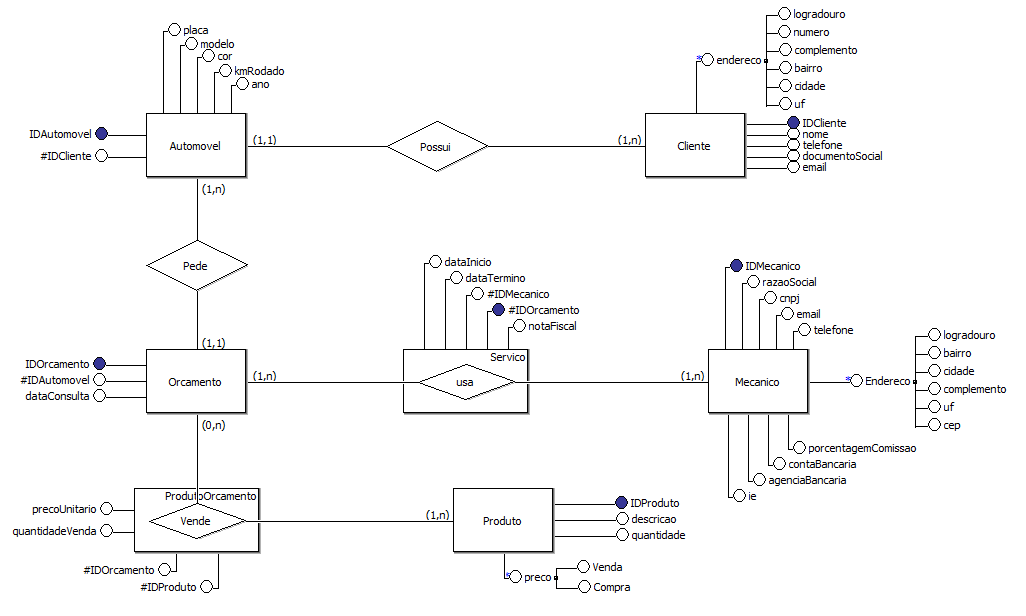 placa
modelo
cor
kmRodado
ano
IDAutomovel
#IDCliente
Automovel
(1,1)
Possui
(1,n)
Cliente
* endereco
logradouro
numero
complemento
bairro
cidade
uf
IDCliente
nome
telefone
documentoSocial
email
(1,n)
Pede
(1,1)
IDOrcamento
#IDAutomovel
dataConsulta
Orcamento
(1,n)
dataInicio
dataTermino
#IDMecanico
#IDOrcamento
notaFiscal
Servico
usa
(1,n)
IDMecanico
razaoSocial
cnpj
email
telefone
Mecanico
* Endereco
logradouro
bairro
cidade
complemento
uf
cep
porcentagemComissao
contaBancaria
agenciaBancaria
ie
(0,n)
ProdutoOrcamento
Vende
precoUnitario
quantidadeVenda
#IDOrcamento
#IDProduto
(1,n)
Produto
IDProduto
descricao
quantidade
* preco
Venda
Compra